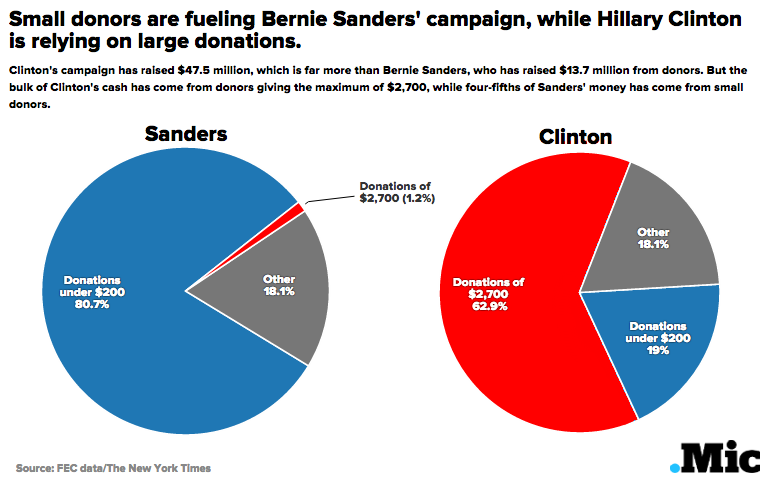 Small donors are fueling Bernie Sanders' campaign, while Hillary Clinton
is relying on large donations.
Clinton's campaign has raised $47.5 million, which is far more than Bernie Sanders, who has raised $13.7 million from donors. But the
bulk of Clinton's cash has come from donors giving the maximum of $2,700, while four-fifths of Sanders' money has come from small
donors.
Sanders
Donations of
$2,700 (1.2%)
Other
18.1%
Donations
under $200
80.7%
Clinton
Other
18.1%
Donations of
$2,700
62.9%
Donations
under $200
19%
Source: FEC data/The New York Times
.Mic